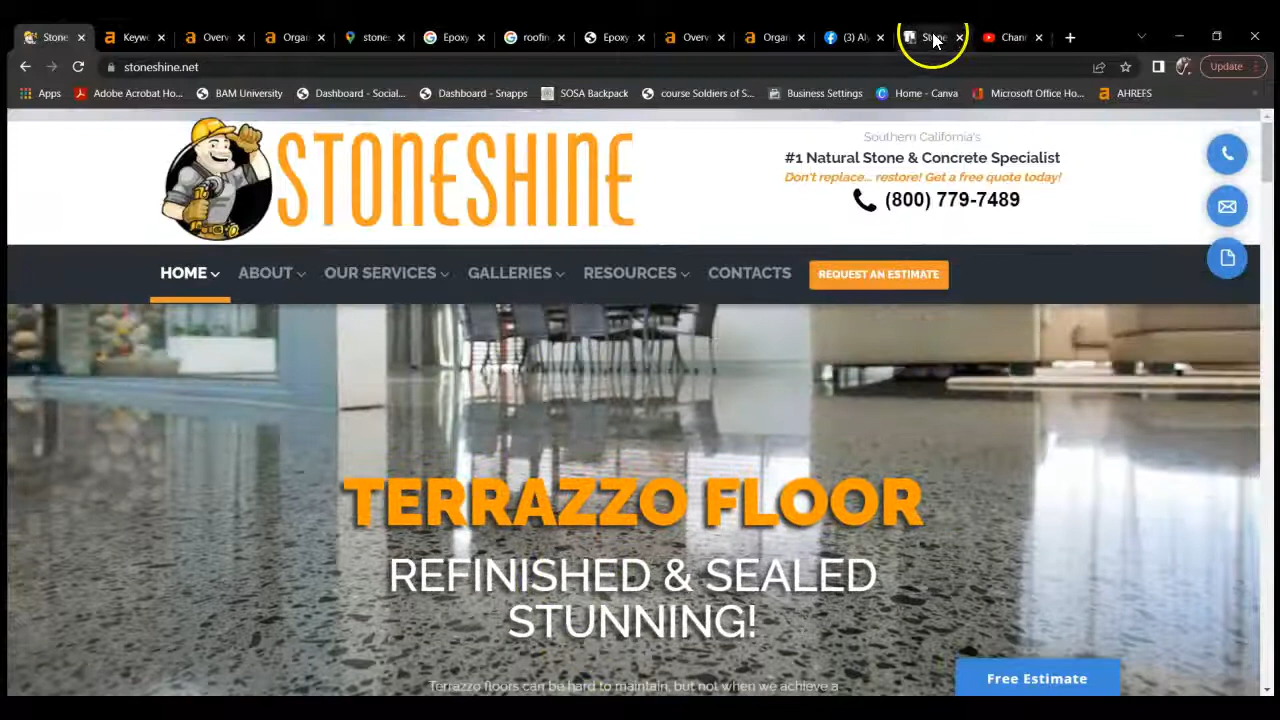 Stone
Keywo
Overv
Organ
stones
Epoxy
roofin
Epoxy
Overv
Organ
(3) Al
Stone
Chann
stoneshine.net
Update
Apps
Adobe Acrobat Ho...
BAM University
Dashboard - Social...
Dashboard - Snapps
SOSA Backpack
course Soldiers of S...
Business Settings
Home - Canva
Microsoft Office Ho...
AHREFS
STONESHINE
Southern California's
#1 Natural Stone & Concrete Specialist
Don't replace... restore! Get a free quote today!
(800) 779-7489
HOME
ABOUT
OUR SERVICES
GALLERIES
RESOURCES
CONTACTS
REQUEST AN ESTIMATE
TERRAZZO FLOOR
REFINISHED & SEALED
STUNNING!
Terrazzo floors can be hard to maintain, but not when we achieve a
Free Estimate